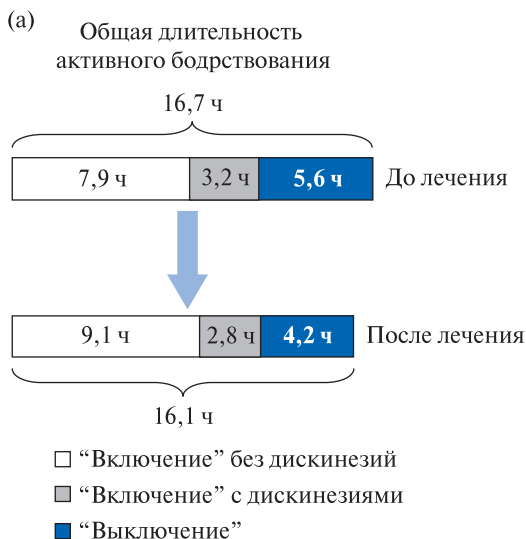 (а)
Общая длительность
активного бодрствования
16,7 ч
7,9 ч 3,2 ч 5,6 ч До лечения
9,1 ч 2,8 ч 4,2 ч После лечения
16,1 ч
“Включение” без дискинезий
“Включение” с дискинезиями
“Выключение”